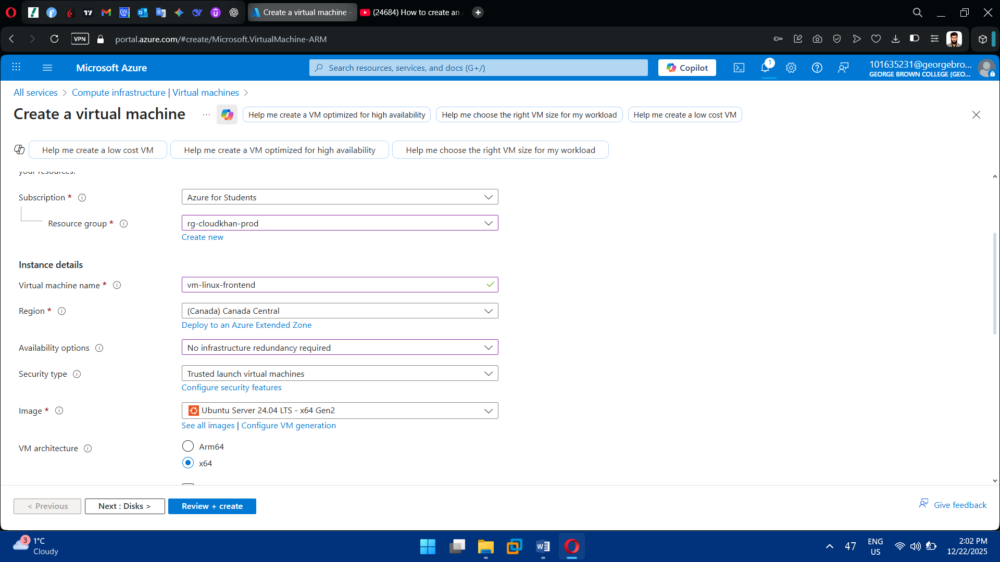 Create a virtual machine -
(24684) How to create an
VPN
portal.azure.com/#create/Microsoft.VirtualMachine-ARM
Microsoft Azure
Search resources, services, and docs (G+/)
Copilot
1
101635231@georgebro...
GEORGE BROWN COLLEGE (GEO...
All services > Compute infrastructure | Virtual machines >
Create a virtual machine
...
Help me create a VM optimized for high availability
Help me choose the right VM size for my workload
Help me create a low cost VM
Help me create a low cost VM
Help me create a VM optimized for high availability
Help me choose the right VM size for my workload
your resources.
Subscription *
Azure for Students
Resource group *
rg-cloudkhan-prod
Create new
Instance details
Virtual machine name *
vm-linux-frontend
Region *
(Canada) Canada Central
Deploy to an Azure Extended Zone
Availability options
No infrastructure redundancy required
Security type
Trusted launch virtual machines
Configure security features
Image *
Ubuntu Server 24.04 LTS - x64 Gen2
See all images | Configure VM generation
VM architecture
Arm64
x64
< Previous
Next : Disks >
Review + create
Give feedback
3
1°C
Cloudy
47
ENG
US
2:02 PM
12/22/2025